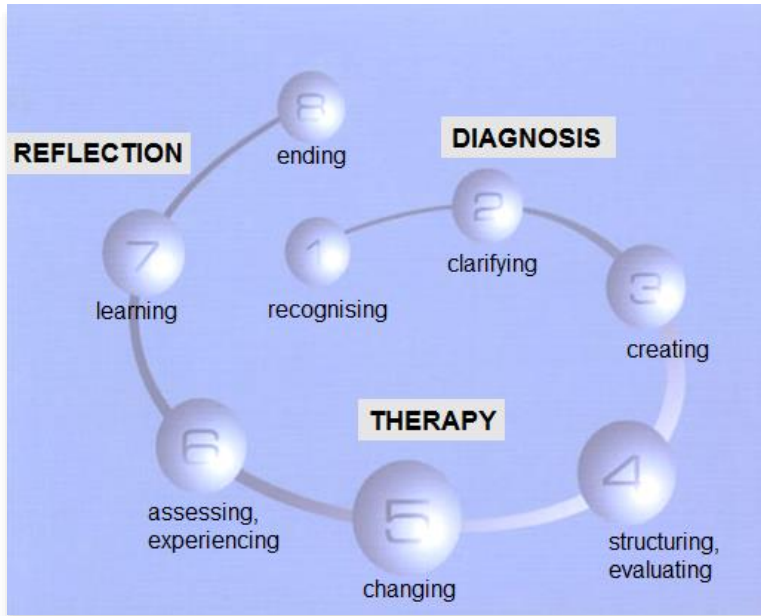 8
REFLECTION
DIAGNOSIS
ending
2
7
1
clarifying
3
learning
recognising
creating
THERAPY
6
4
assessing,
experiencing
5
structuring,
evaluating
changing